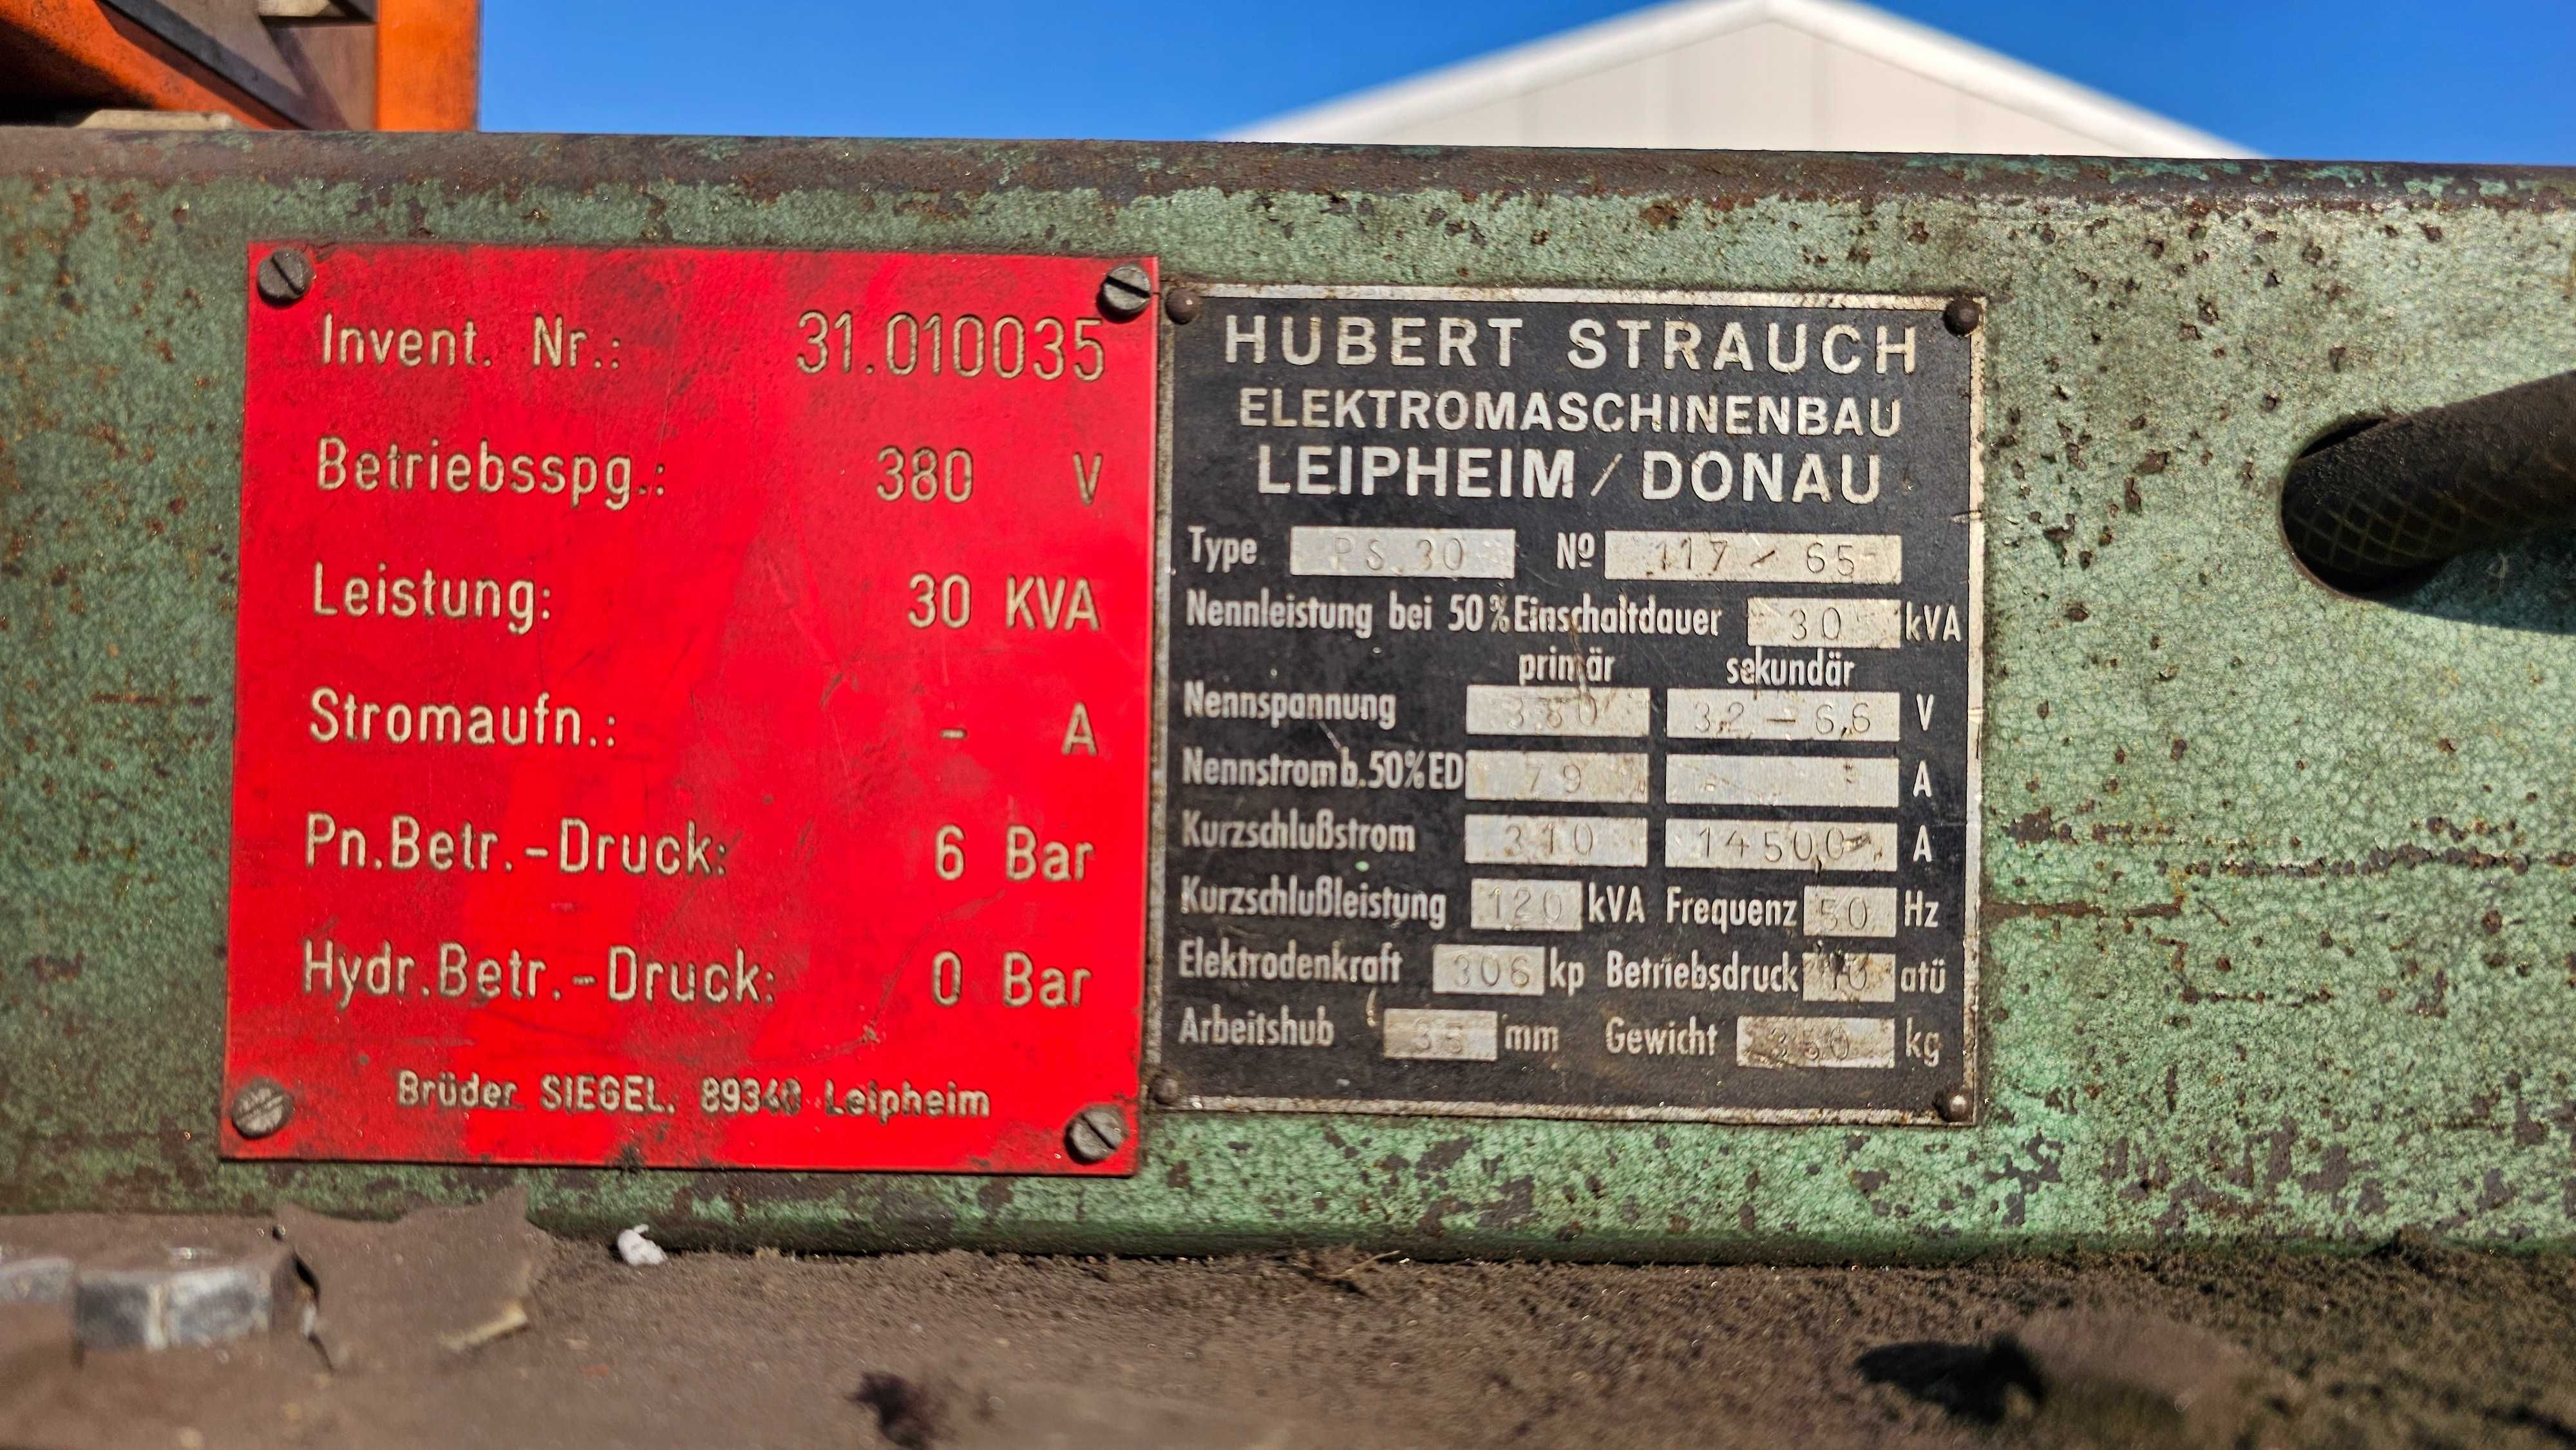 Invent. Nr.: 31.010035
Betriebsspg.: 380 V
Leistung: 30 KVA
Stromaufn.: - A
Pn.Betr.-Druck: 6 Bar
Hydr.Betr.-Druck: 0 Bar
Brüder SIEGEL. 89340 Leipheim
HUBERT STRAUCH
ELEKTROMASCHINENBAU
LEIPHEIM / DONAU
Type PS 30 Nº 117 / 65
Nennleistung bei 50% Einschaltdauer 30 kVA
primär sekundär
Nennspannung 380 3,2 – 6,6 V
Nennstrom b. 50% ED 79 A
Kurzschlußstrom 310 14500 A
Kurzschlußleistung 120 kVA Frequenz 50 Hz
Elektrodenkraft 306 kp Betriebsdruck atü
Arbeitshub mm Gewicht 350 kg